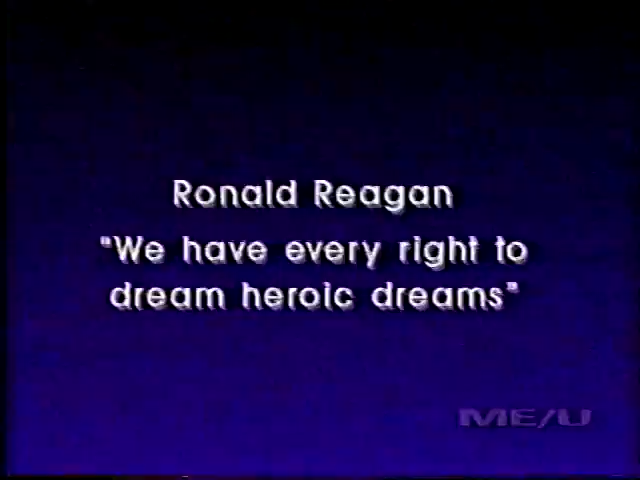 Ronald Reagan
"We have every right to
dream heroic dreams"
ME/U